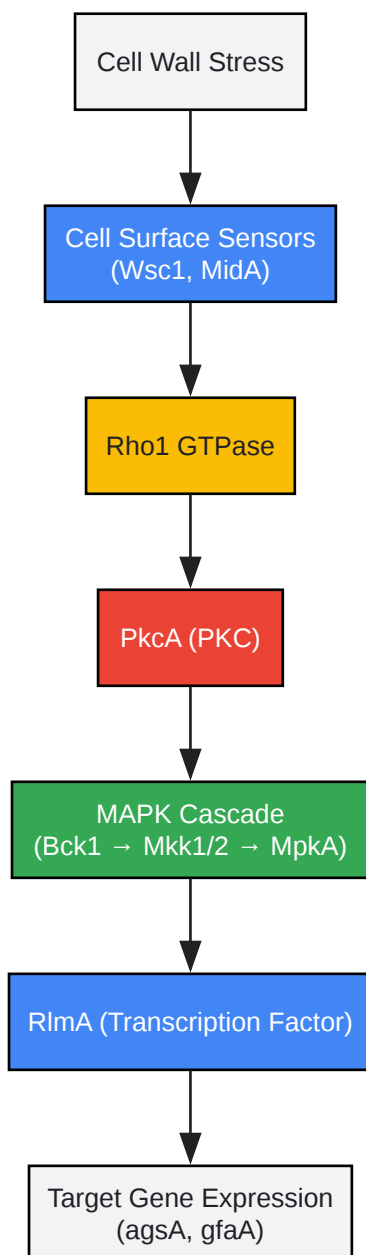 Cell Wall Stress
Cell Surface Sensors
(Wsc1, MidA)
Rho1 GTPase
PkcA (PKC)
MAPK Cascade
(Bck1 → Mkk1/2 → MpkA)
RlmA (Transcription Factor)
Target Gene Expression
(agsA, gfaA)